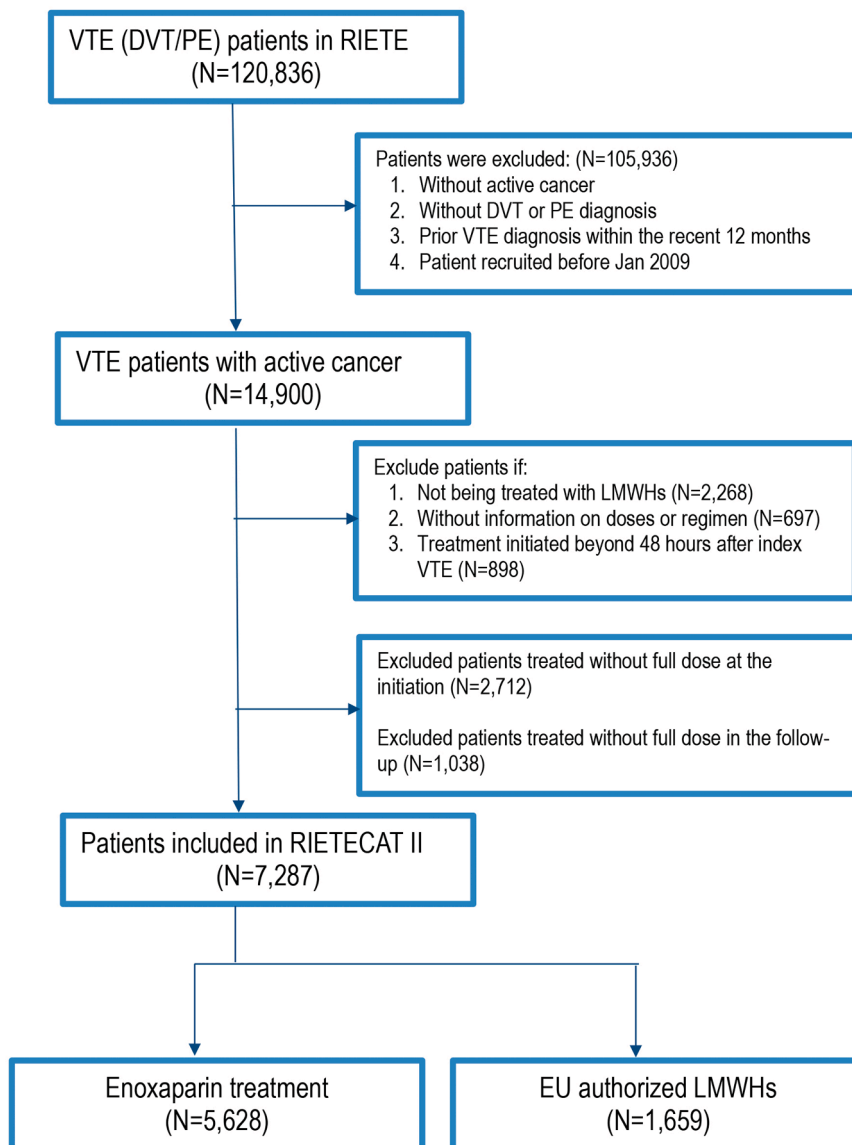 VTE (DVT/PE) patients in RIETE
(N=120,836)
Patients were excluded: (N=105,936)
1. Without active cancer
2. Without DVT or PE diagnosis
3. Prior VTE diagnosis within the recent 12 months
4. Patient recruited before Jan 2009
VTE patients with active cancer
(N=14,900)
Exclude patients if:
1. Not being treated with LMWHs (N=2,268)
2. Without information on doses or regimen (N=697)
3. Treatment initiated beyond 48 hours after index
VTE (N=898)
Excluded patients treated without full dose at the
initiation (N=2,712)
Excluded patients treated without full dose in the follow-
up (N=1,038)
Patients included in RIETECAT II
(N=7,287)
Enoxaparin treatment
(N=5,628)
EU authorized LMWHs
(N=1,659)